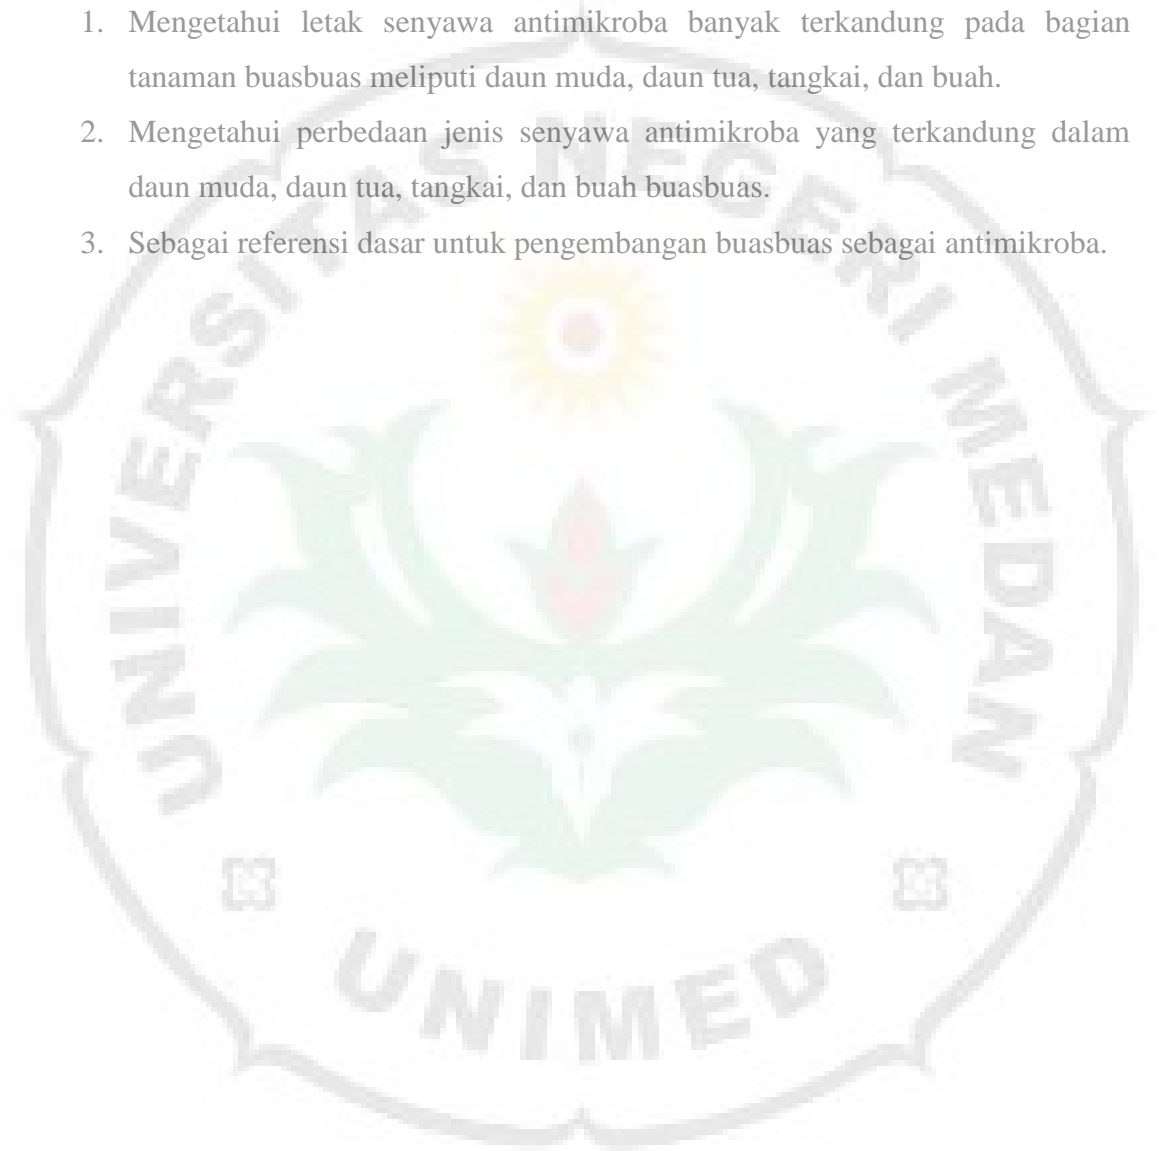 1. Mengetahui letak senyawa antimikroba banyak terkandung pada bagian
tanaman buasbuas meliputi daun muda, daun tua, tangkai, dan buah.
2. Mengetahui perbedaan jenis senyawa antimikroba yang terkandung dalam
daun muda, daun tua, tangkai, dan buah buasbuas.
3. Sebagai referensi dasar untuk pengembangan buasbuas sebagai antimikroba.
UNIVERSITAS NEGERI MEDAN
UNIMED